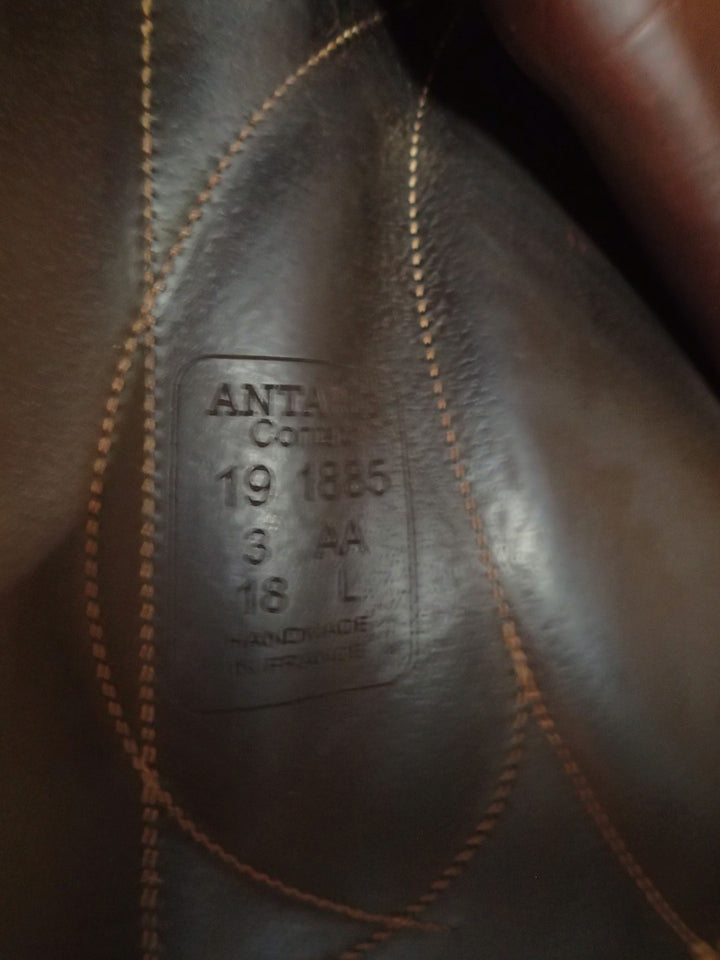 19 1885
3 AA
18 L
HANDMADE
IN FRANCE